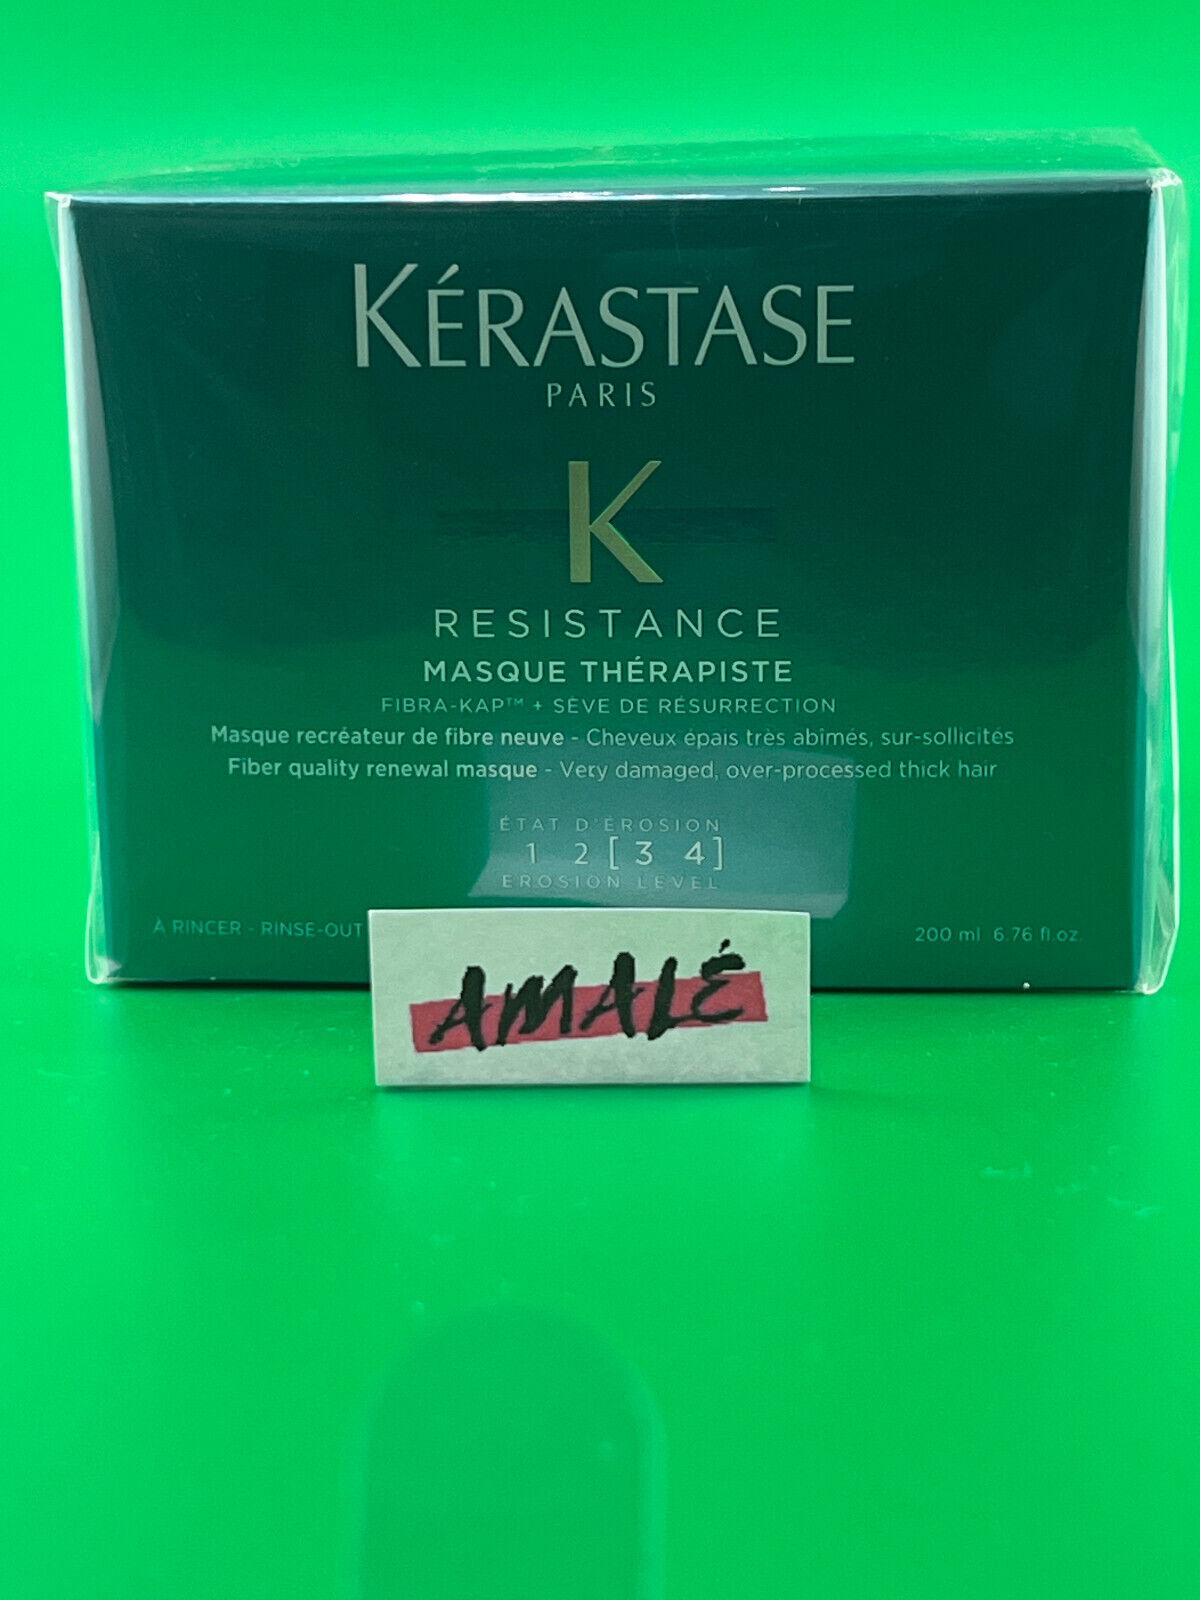 KÉRASTASE
PARIS
K
RESISTANCE
MASQUE THÉRAPISTE
FIBRA-KAP™ + SÈVE DE RÉSURRECTION
Masque recréateur de fibre neuve - Cheveux épais très abîmés, sur-sollicités
Fiber quality renewal masque - Very damaged, over-processed thick hair
ÉTAT D'ÉROSION
1 2 [3 4]
EROSION LEVEL
À RINCER - RINSE-OUT
200 ml 6.76 fl.oz.
AMALÉ